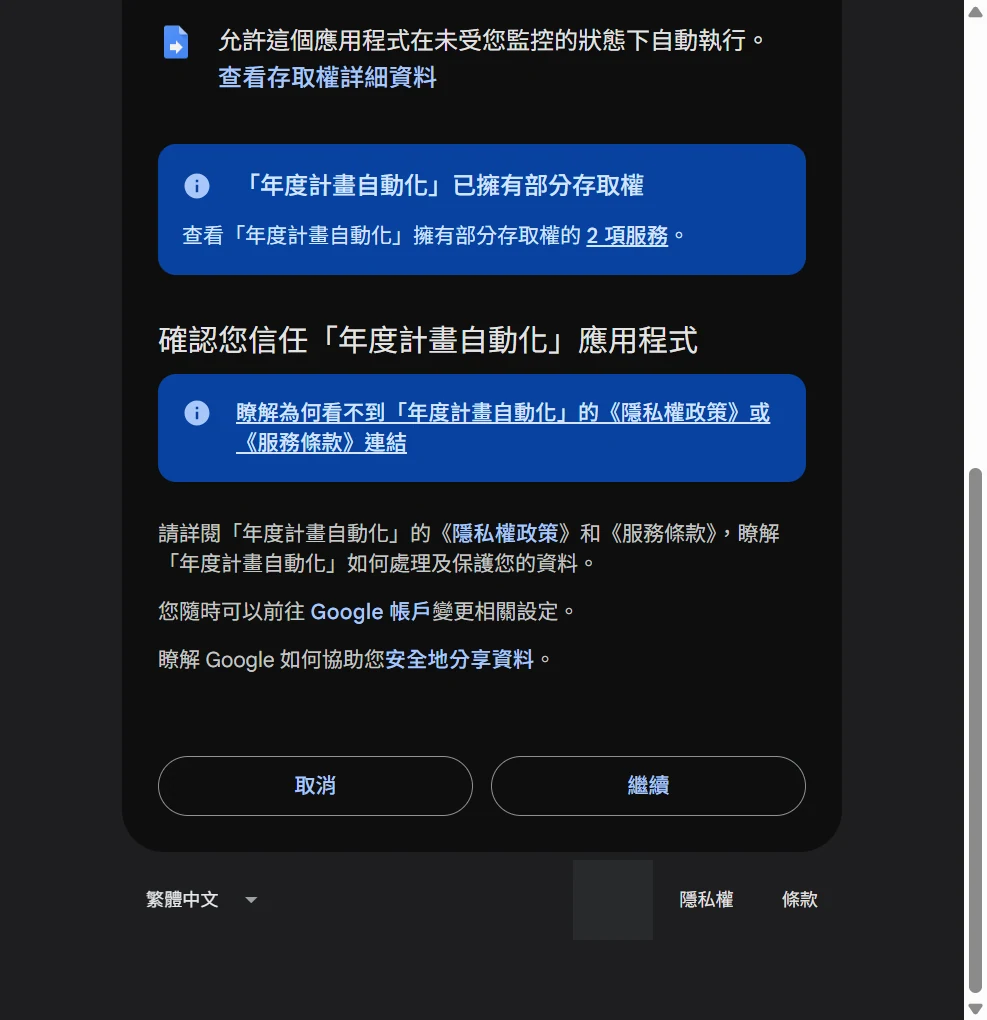 允許這個應用程式在未受您監控的狀態下自動執行。
查看存取權詳細資料
「年度計畫自動化」已擁有部分存取權
查看「年度計畫自動化」擁有部分存取權的 2 項服務。
確認您信任「年度計畫自動化」應用程式
瞭解為何看不到「年度計畫自動化」的《隱私權政策》或
《服務條款》連結
請詳閱「年度計畫自動化」的《隱私權政策》和《服務條款》，瞭解
「年度計畫自動化」如何處理及保護您的資料。
您隨時可以前往 Google 帳戶變更相關設定。
瞭解 Google 如何協助您安全地分享資料。
取消
繼續
繁體中文
隱私權
條款